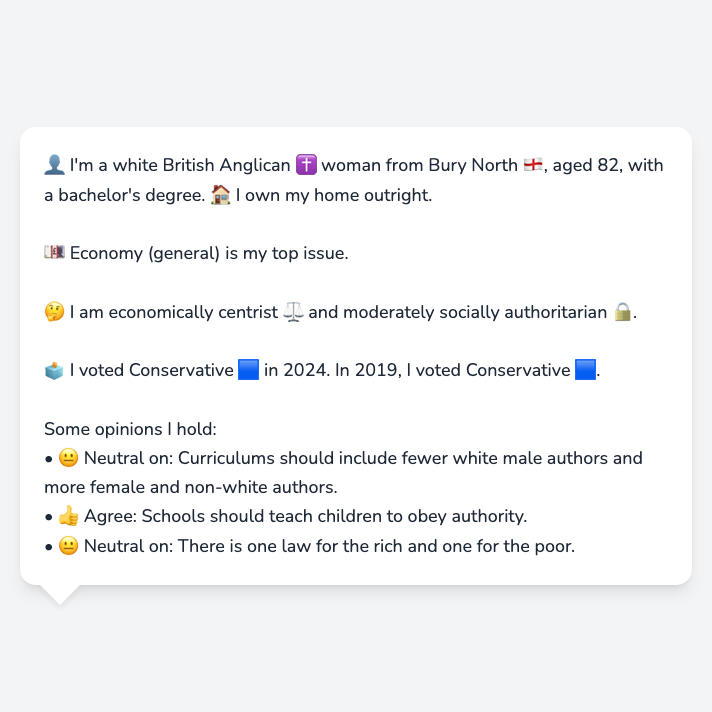 👤 I'm a white British Anglican ✝️ woman from Bury North 🏴󠁧󠁢󠁥󠁮󠁧󠁿, aged 82, with
a bachelor's degree. 🏠 I own my home outright.
💷 Economy (general) is my top issue.
🤔 I am economically centrist ⚖️ and moderately socially authoritarian 🔒.
🗳️ I voted Conservative 🟦 in 2024. In 2019, I voted Conservative 🟦.
Some opinions I hold:
• 😐 Neutral on: Curriculums should include fewer white male authors and
more female and non-white authors.
• 👍 Agree: Schools should teach children to obey authority.
• 😐 Neutral on: There is one law for the rich and one for the poor.